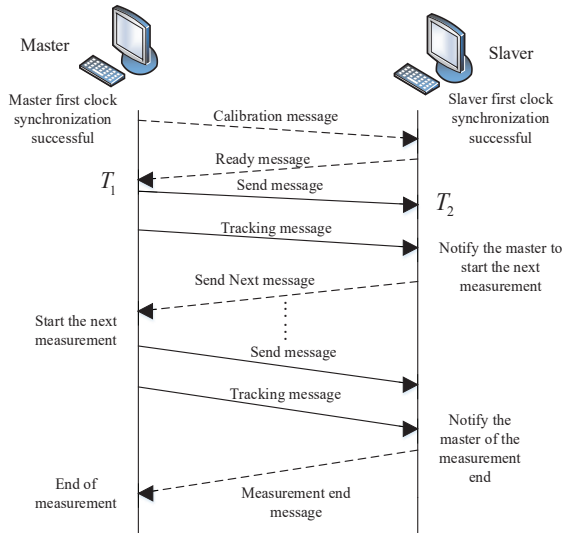 Master
Slaver
Master first clock
synchronization
successful
Slaver first clock
synchronization
successful
Calibration message
Ready message
T1
Send message
T2
Tracking message
Notify the master to
start the next
measurement
Send Next message
Start the next
measurement
Send message
Tracking message
Notify the
master of the
measurement
end
End of
measurement
Measurement end
message